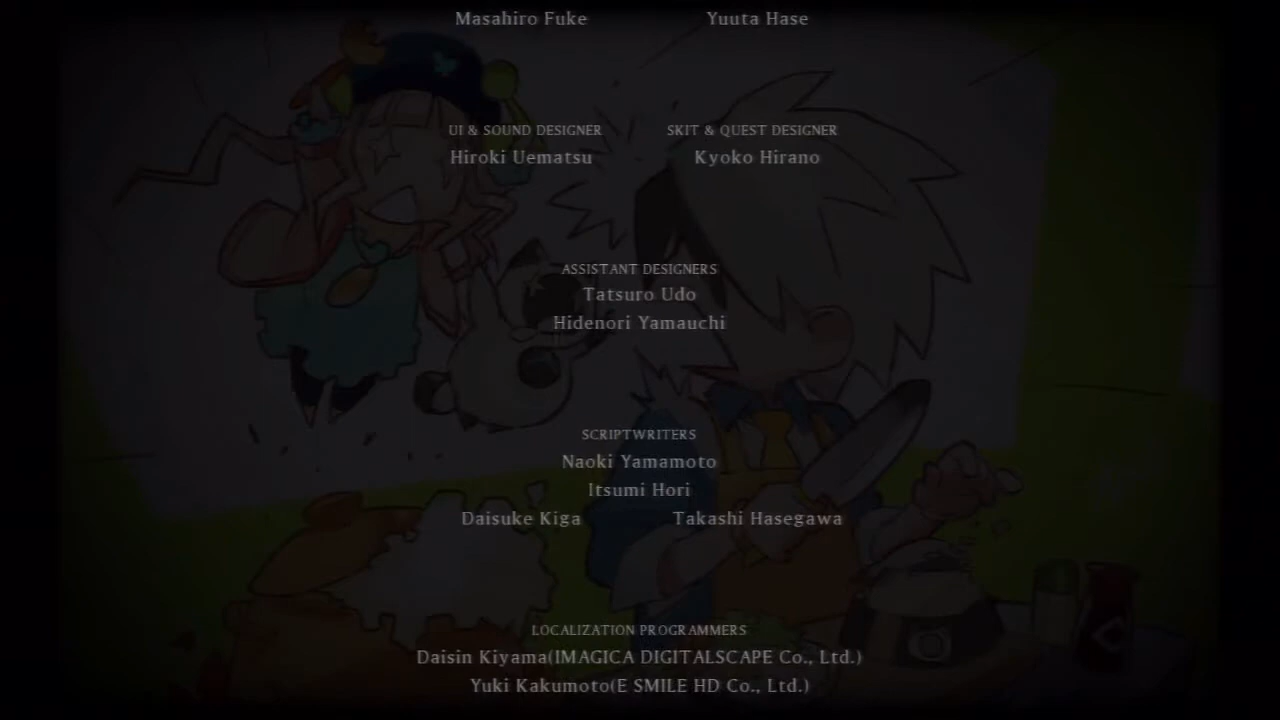 Masahiro Fuke Yuuta Hase
UI & SOUND DESIGNER SKIT & QUEST DESIGNER
Hiroki Uematsu Kyoko Hirano
ASSISTANT DESIGNERS
Tatsuro Udo
Hidenori Yamauchi
SCRIPTWRITERS
Naoki Yamamoto
Itsumi Hori
Daisuke Kiga Takashi Hasegawa
LOCALIZATION PROGRAMMERS
Daisin Kiyama(IMAGICA DIGITALSCAPE Co., Ltd.)
Yuki Kakumoto(E SMILE HD Co., Ltd.)